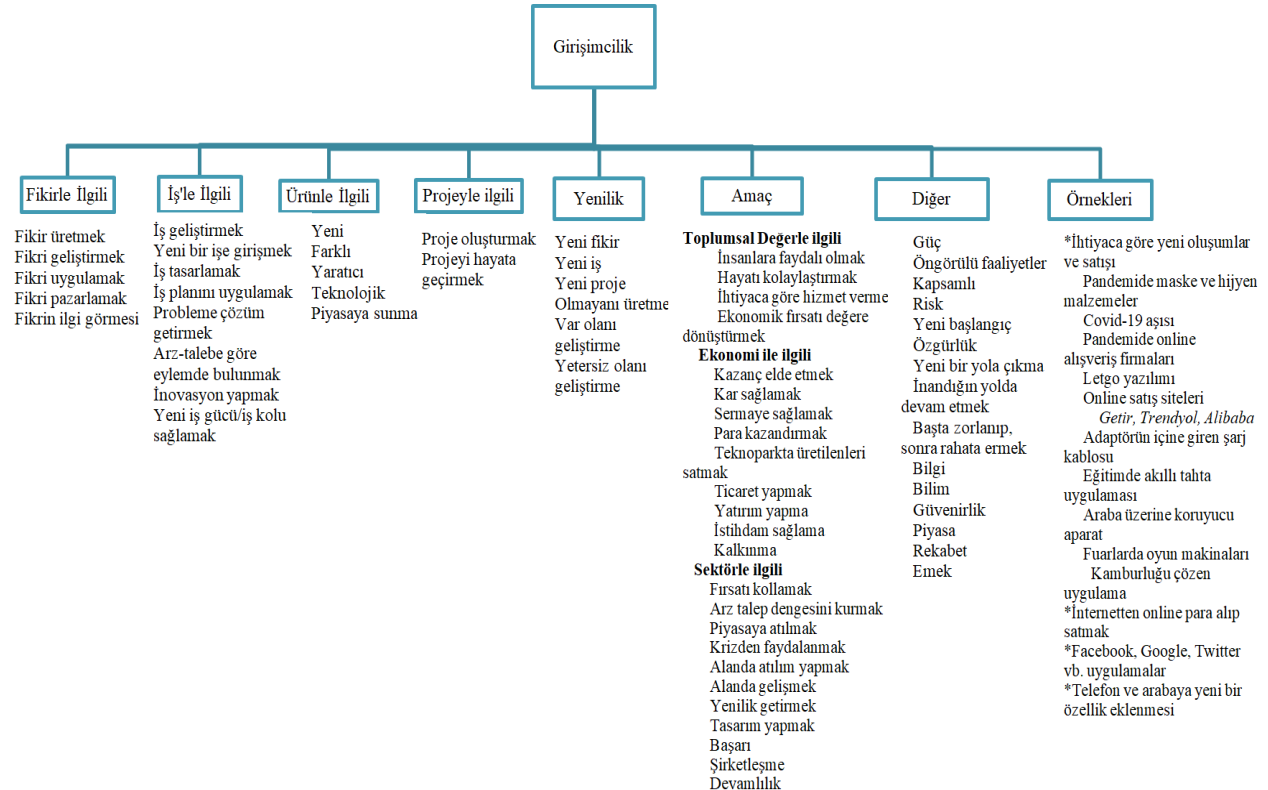 Girişimcilik
Fikirle İlgili
Fikir üretmek
Fikri geliştirmek
Fikri uygulamak
Fikri pazarlamak
Fikrin ilgi görmesi
İş'le İlgili
İş geliştirmek
Yeni bir işe girişmek
İş tasarlamak
İş planını uygulamak
Probleme çözüm
getirmek
Arz-talebe göre
eylemde bulunmak
İnovasyon yapmak
Yeni iş gücü/iş kolu
sağlamak
Ürünle İlgili
Yeni
Farklı
Yaratıcı
Teknolojik
Piyasaya sunma
Projeyle ilgili
Proje oluşturmak
Projeyi hayata
geçirmek
Yenilik
Yeni fikir
Yeni iş
Yeni proje
Olmayanı üretme
Var olanı
geliştirme
Yetersiz olanı
geliştirme
Amaç
Toplumsal Değerle ilgili
İnsanlara faydalı olmak
Hayatı kolaylaştırmak
İhtiyaca göre hizmet verme
Ekonomik fırsatı değere
dönüştürmek
Ekonomi ile ilgili
Kazanç elde etmek
Kar sağlamak
Sermaye sağlamak
Para kazandırmak
Teknoparkta üretilenleri
satmak
Ticaret yapmak
Yatırım yapma
İstihdam sağlama
Kalkınma
Sektörle ilgili
Fırsatı kollamak
Arz talep dengesini kurmak
Piyasaya atılmak
Krizden faydalanmak
Alanda atılım yapmak
Alanda gelişmek
Yenilik getirmek
Tasarım yapmak
Başarı
Şirketleşme
Devamlılık
Diğer
Güç
Öngörülü faaliyetler
Kapsamlı
Risk
Yeni başlangıç
Özgürlük
Yeni bir yola çıkma
İnandığın yolda
devam etmek
Başta zorlanıp,
sonra rahata ermek
Bilgi
Bilim
Güvenirlik
Piyasa
Rekabet
Emek
Örnekleri
*İhtiyaca göre yeni oluşumlar
ve satışı
Pandemide maske ve hijyen
malzemeler
Covid-19 aşısı
Pandemide online
alışveriş firmaları
Letgo yazılımı
Online satış siteleri
Getir, Trendyol, Alibaba
Adaptörün içine giren şarj
kablosu
Eğitimde akıllı tahta
uygulaması
Araba üzerine koruyucu
aparat
Fuarlarda oyun makinaları
Kamburluğu çözen
uygulama
*İnternetten online para alıp
satmak
*Facebook, Google, Twitter
vb. uygulamalar
*Telefon ve arabaya yeni bir
özellik eklenmesi